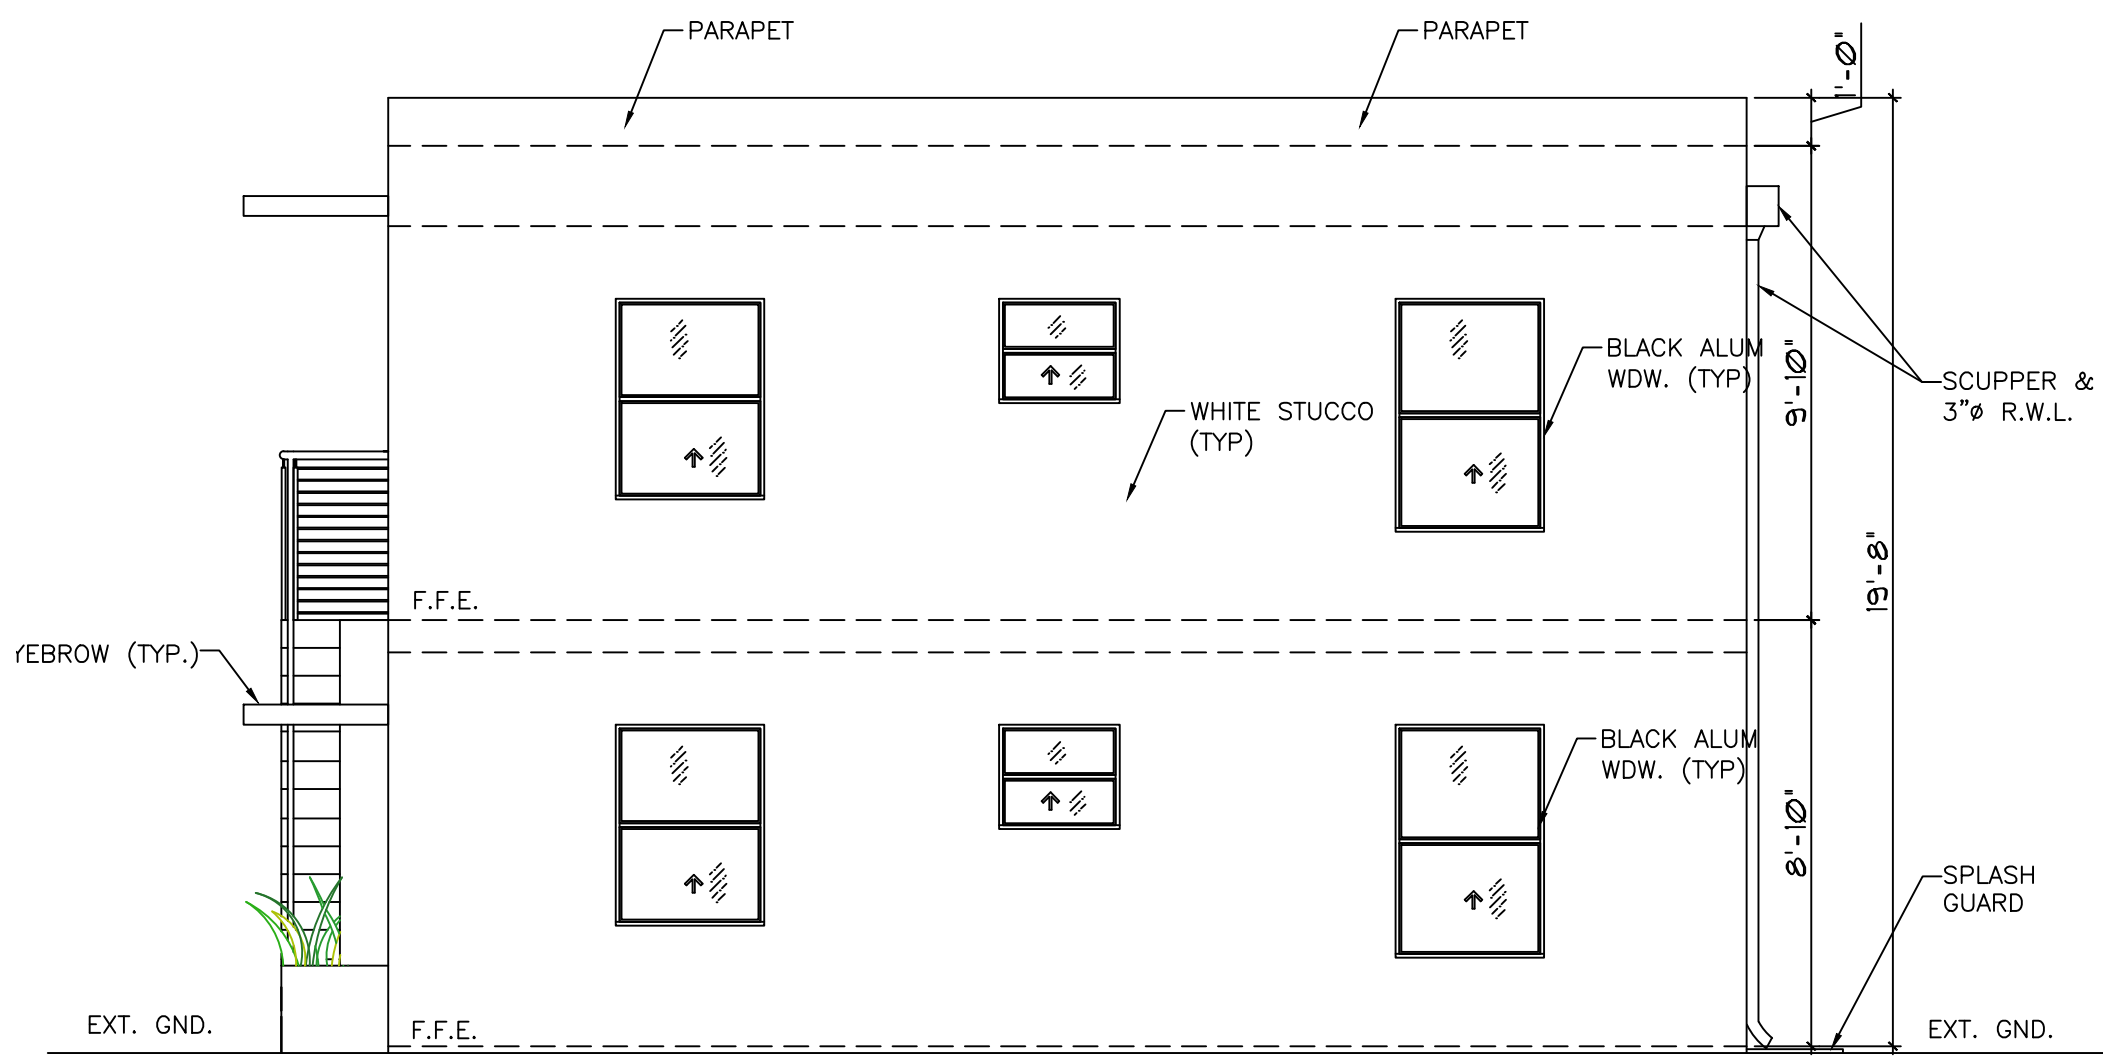 PARAPET
PARAPET
1'-0"
BLACK ALUM
WDW. (TYP)
9'-10"
SCUPPER &
3"ø R.W.L.
WHITE STUCCO
(TYP)
19'-8"
F.F.E.
YEBROW (TYP.)
BLACK ALUM
WDW. (TYP)
8'-10"
SPLASH
GUARD
EXT. GND.
F.F.E.
EXT. GND.